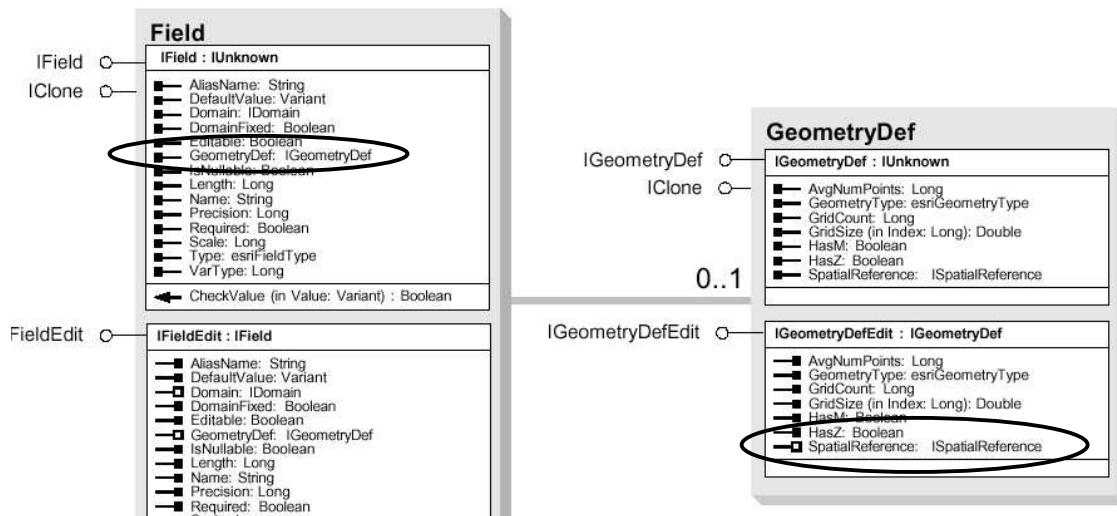 Field
IField : IUnknown
IField
IClone
AliasName: String
DefaultValue: Variant
Domain: IDomain
DomainFixed: Boolean
Editable: Boolean
GeometryDef: IGeometryDef
IsNullable: Boolean
Length: Long
Name: String
Precision: Long
Required: Boolean
Scale: Long
Type: esriFieldType
VarType: Long
CheckValue (in Value: Variant) : Boolean
FieldEdit
IFieldEdit : IField
AliasName: String
DefaultValue: Variant
Domain: IDomain
DomainFixed: Boolean
Editable: Boolean
GeometryDef: IGeometryDef
IsNullable: Boolean
Length: Long
Name: String
Precision: Long
Required: Boolean
0..1
GeometryDef
IGeometryDef
IGeometryDef : IUnknown
IClone
AvgNumPoints: Long
GeometryType: esriGeometryType
GridCount: Long
GridSize (in Index: Long): Double
HasM: Boolean
HasZ: Boolean
SpatialReference: ISpatialReference
IGeometryDefEdit
IGeometryDefEdit : IGeometryDef
AvgNumPoints: Long
GeometryType: esriGeometryType
GridCount: Long
GridSize (in Index: Long): Double
HasM: Boolean
HasZ: Boolean
SpatialReference: ISpatialReference